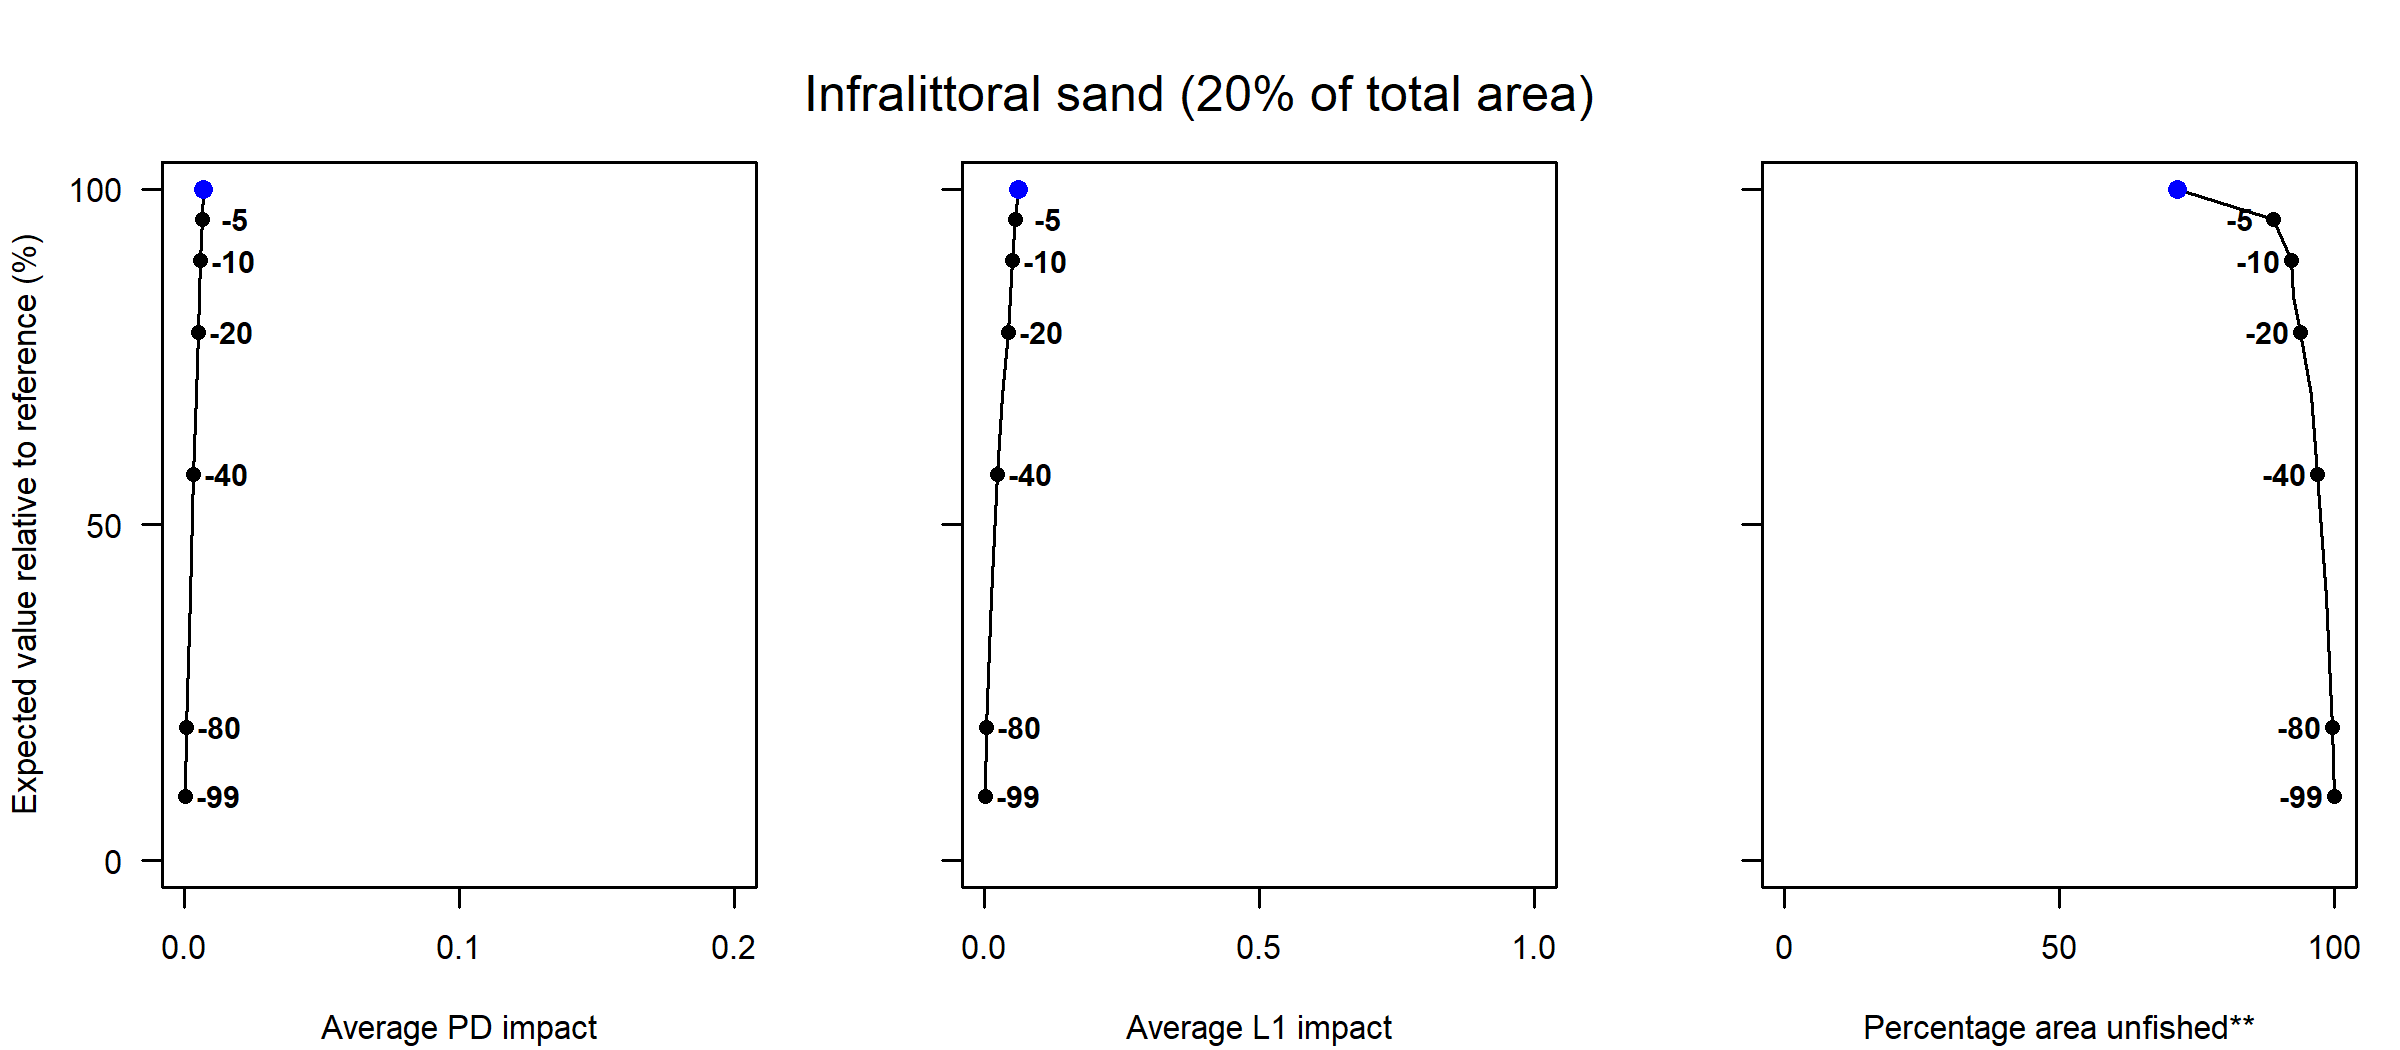 Infralittoral sand (20% of total area)
Expected value relative to reference (%)
100
50
0
-5
-10
-20
-40
-80
-99
0.0 0.1 0.2
Average PD impact
-5
-10
-20
-40
-80
-99
0.0 0.5 1.0
Average L1 impact
-5
-10
-20
-40
-80
-99
0 50 100
Percentage area unfished**